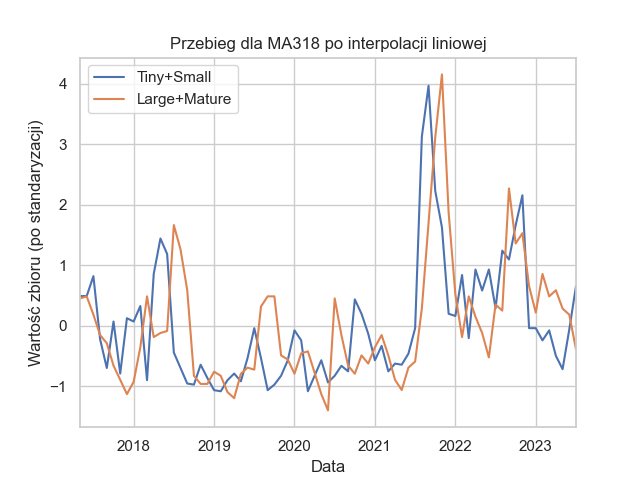 Przebieg dla MA318 po interpolacji liniowej
Tiny+Small
Large+Mature
Wartość zbioru (po standaryzacji)
4
3
2
1
0
−1
2018 2019 2020 2021 2022 2023
Data